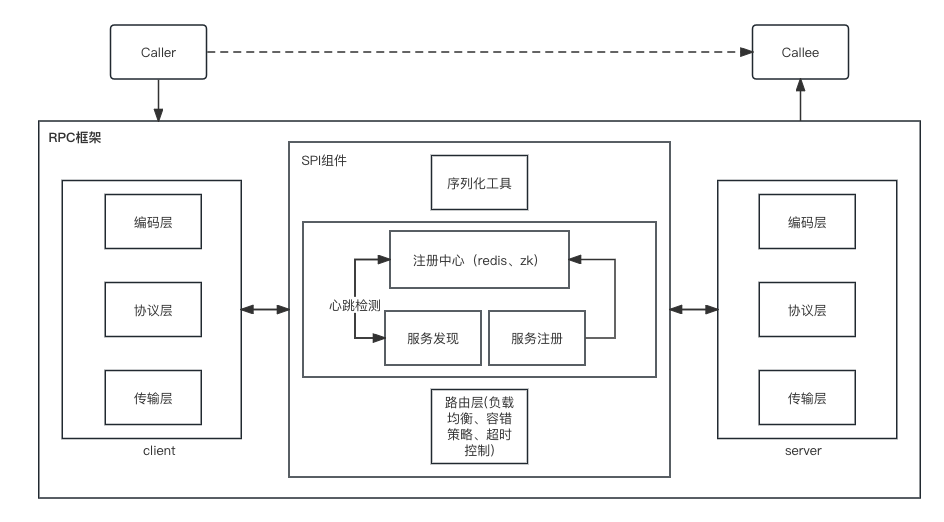 Caller
Callee
RPC框架
SPI组件
序列化工具
编码层
协议层
传输层
client
注册中心（redis、zk）
心跳检测
服务发现
服务注册
路由层(负载
均衡、容错
策略、超时
控制)
编码层
协议层
传输层
server